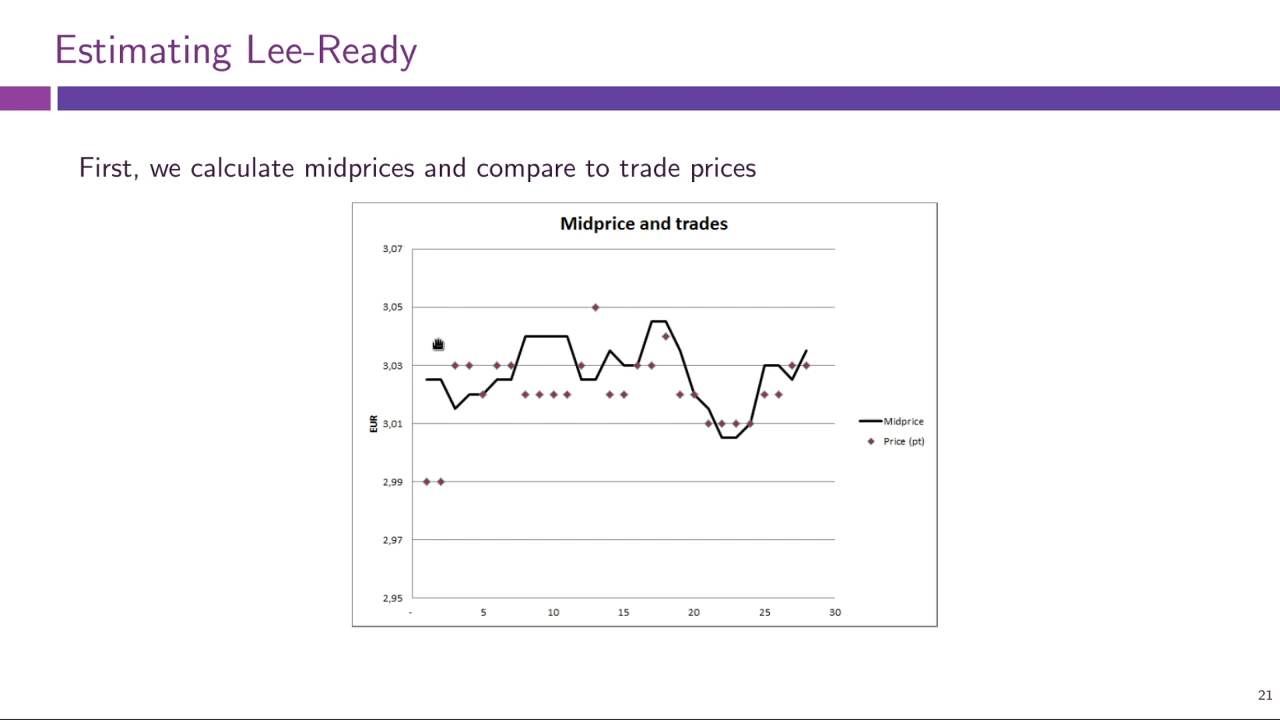 Estimating Lee-Ready
First, we calculate midprices and compare to trade prices
Midprice and trades
3,07
3,05
3,03
3,01
2,99
2,97
2,95
EUR
- 5 10 15 20 25 30
Midprice
Price (pt)
21